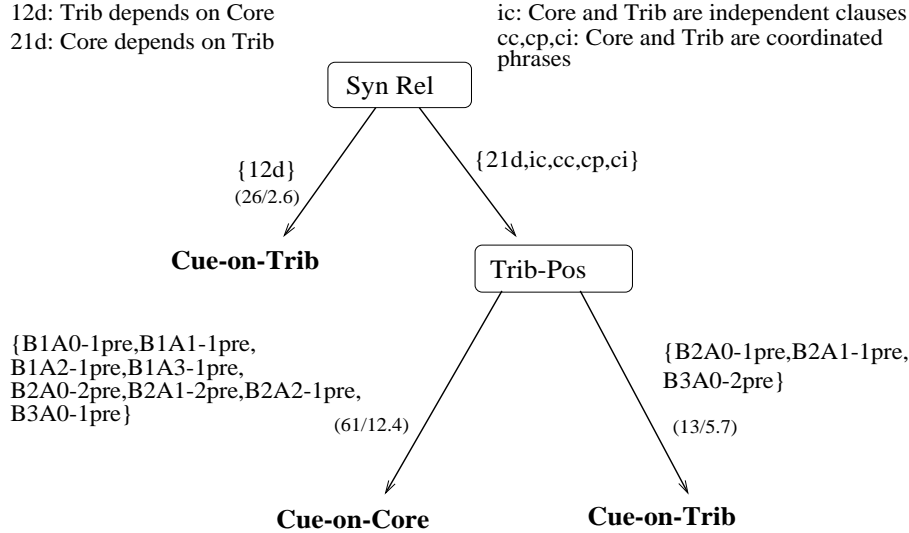 12d: Trib depends on Core
21d: Core depends on Trib
ic: Core and Trib are independent clauses
cc,cp,ci: Core and Trib are coordinated
phrases
Syn Rel
{12d}
(26/2.6)
{21d,ic,cc,cp,ci}
Cue-on-Trib
Trib-Pos
{B1A0-1pre,B1A1-1pre,
B1A2-1pre,B1A3-1pre,
B2A0-2pre,B2A1-2pre,B2A2-1pre,
B3A0-1pre}
(61/12.4)
{B2A0-1pre,B2A1-1pre,
B3A0-2pre}
(13/5.7)
Cue-on-Core
Cue-on-Trib